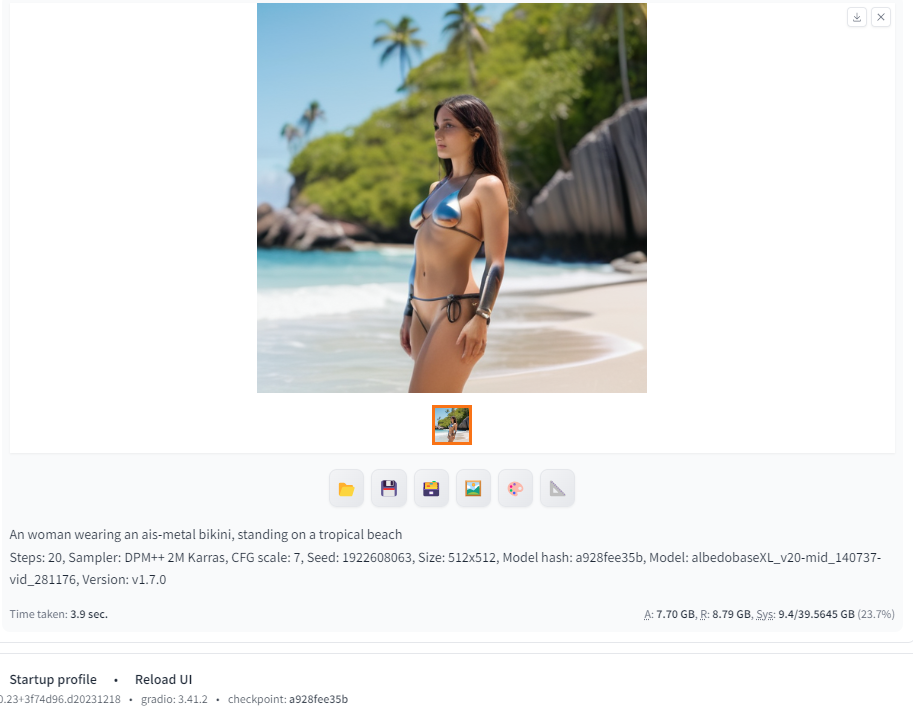 An woman wearing an ais-metal bikini, standing on a tropical beach
Steps: 20, Sampler: DPM++ 2M Karras, CFG scale: 7, Seed: 1922608063, Size: 512x512, Model hash: a928fee35b, Model: albedobaseXL_v20-mid_140737-
vid_281176, Version: v1.7.0
Time taken: 3.9 sec. A: 7.70 GB, R: 8.79 GB, Sys: 9.4/39.5645 GB (23.7%)
Startup profile • Reload UI
0.23+3f74d96.d20231218 • gradio: 3.41.2 • checkpoint: a928fee35b